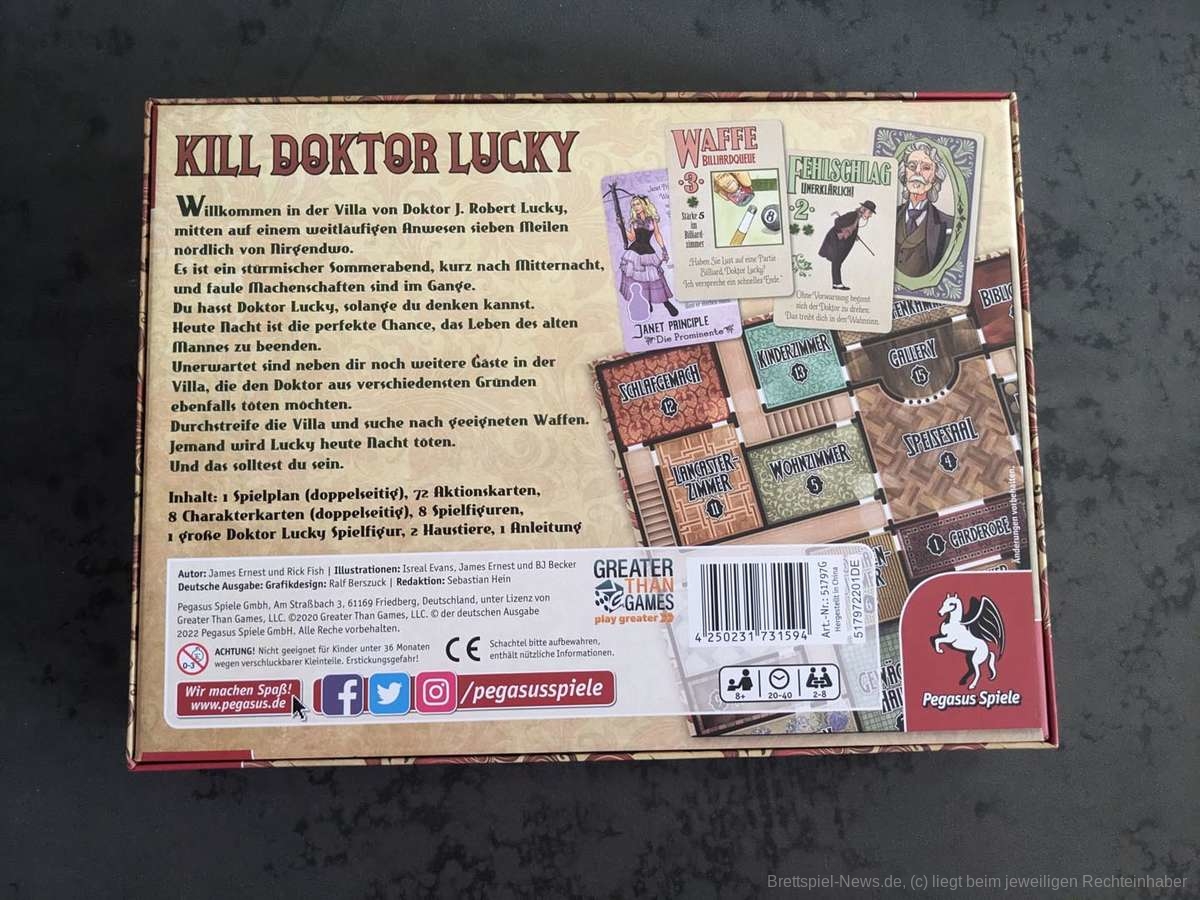 KILL DOKTOR LUCKY
Willkommen in der Villa von Doktor J. Robert Lucky,
mitten auf einem weitläufigen Anwesen sieben Meilen
nördlich von Nirgendwo.
Es ist ein stürmischer Sommerabend, kurz nach Mitternacht,
und faule Machenschaften sind im Gange.
Du hasst Doktor Lucky, solange du denken kannst.
Heute Nacht ist die perfekte Chance, das Leben des alten
Mannes zu beenden.
Unerwartet sind neben dir noch weitere Gäste in der
Villa, die den Doktor aus verschiedensten Gründen
ebenfalls töten möchten.
Durchstreife die Villa und suche nach geeigneten Waffen.
Jemand wird Lucky heute Nacht töten.
Und das solltest du sein.
Inhalt: 1 Spielplan (doppelseitig), 72 Aktionskarten,
8 Charakterkarten (doppelseitig), 8 Spielfiguren,
1 große Doktor Lucky Spielfigur, 2 Haustiere, 1 Anleitung
JANET PRINCIPLE
Die Prominente
WAFFE
BILLIARDQUEUE
3
Stärke 5
im
Billiard-
zimmer
8
„Haben Sie Lust auf eine Partie
Billiard, Doktor Lucky?
Ich verspreche ein schnelles Ende.“
FEHLSCHLAG
UNERKLÄRLICH!
2
Ohne Vorwarnung beginnt
sich der Doktor zu drehen.
Das treibt dich in den Wahnsinn.
SCHLAFGEMACH
12
KINDERZIMMER
13
GALLERY
15
BIBLIO
LANCASTER-
ZIMMER
11
WOHNZIMMER
5
SPEISESAAL
4
1 GARDEROBE
Änderungen vorbehalten.
Autor: James Ernest und Rick Fish | Illustrationen: Isreal Evans, James Ernest und BJ Becker
Deutsche Ausgabe: Grafikdesign: Ralf Berszuck | Redaktion: Sebastian Hein
Pegasus Spiele Gmbh, Am Straßbach 3, 61169 Friedberg, Deutschland, unter Lizenz von
Greater Than Games, LLC. ©2020 Greater Than Games, LLC. © der deutschen Ausgabe
2022 Pegasus Spiele GmbH. Alle Reche vorbehalten.
0-3
ACHTUNG! Nicht geeignet für Kinder unter 36 Monaten
wegen verschluckbarer Kleinteile. Erstickungsgefahr!
CE
Schachtel bitte aufbewahren,
enthält nützliche Informationen.
Wir machen Spaß!
www.pegasus.de
/pegasusspiele
GREATER
THAN
GAMES
play greater
4 250231 731594
Art.-Nr.: 51797G
Hergestellt in China
517972201DE
8+
20-40
2-8
Pegasus Spiele
Brettspiel-News.de, (c) liegt beim jeweiligen Rechteinhaber